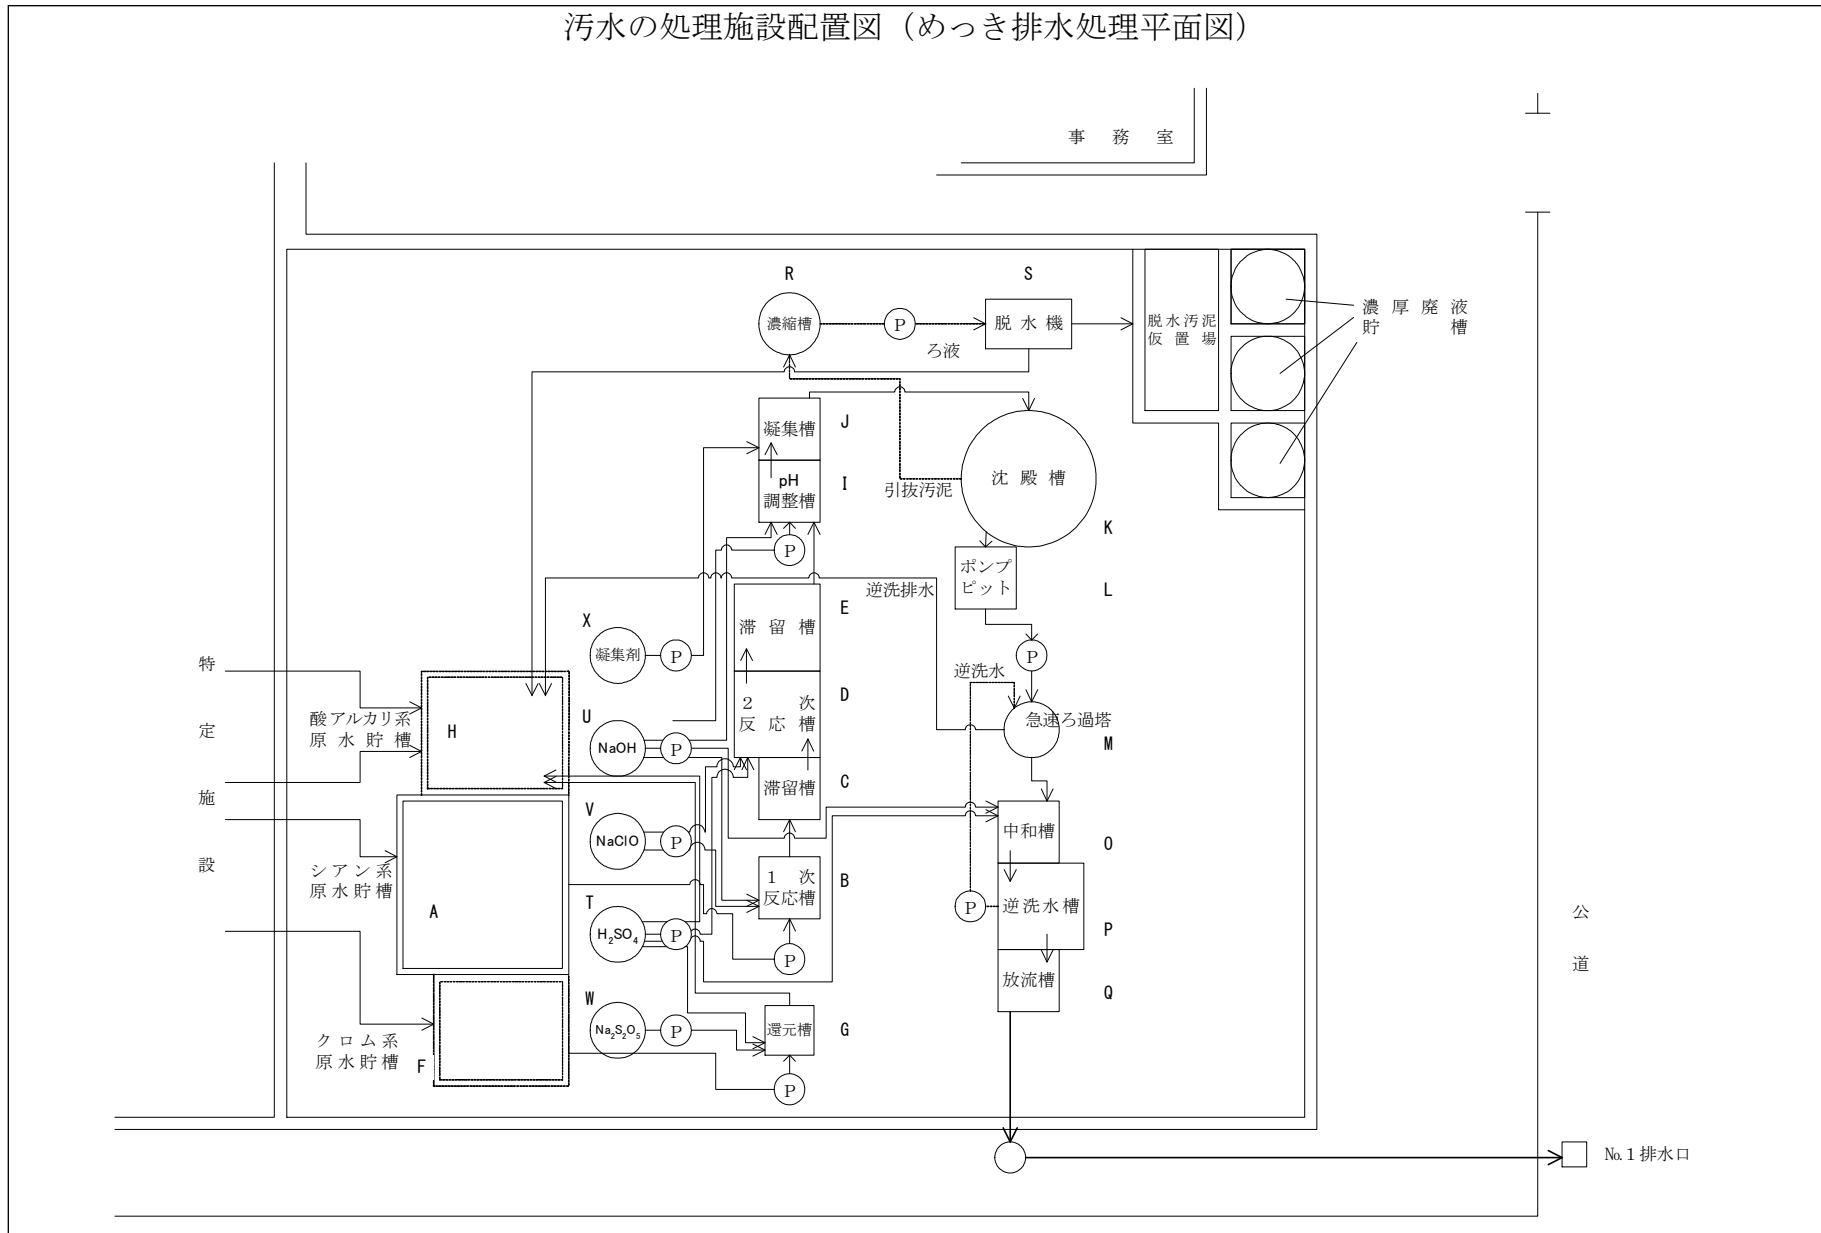 汚水の処理施設配置図（めっき排水処理平面図）
事務室
R
S
濃縮槽
P
脱水機
ろ液
脱水汚泥
仮置場
濃厚廃液
貯槽
凝集槽
J
pH
調整槽
I
沈殿槽
引抜汚泥
K
P
ポンプ
ピット
L
逆洗排水
滞留槽
E
X
凝集剤
P
P
特定施設
逆洗水
2次
反応槽
D
酸アルカリ系
原水貯槽
H
U
NaOH
P
急速ろ過塔
M
滞留槽
C
V
NaClO
P
中和槽
O
シアン系
原水貯槽
A
1次
反応槽
B
T
H₂SO₄
P
P
逆洗水槽
P
P
放流槽
Q
公道
W
Na₂S₂O₅
P
還元槽
G
クロム系
原水貯槽
F
P
№1排水口